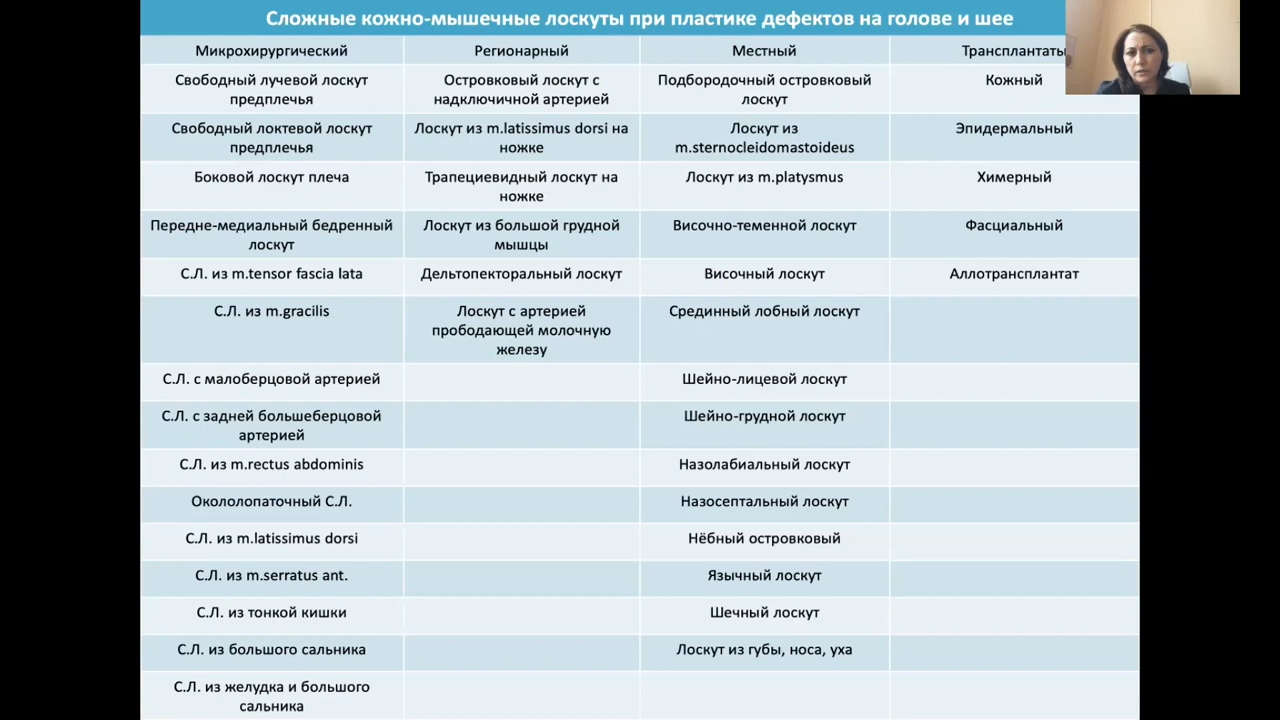 Сложные кожно-мышечные лоскуты при пластике дефектов на голове и шее
Микрохирургический
Регионарный
Местный
Трансплантаты
Свободный лучевой лоскут
предплечья
Островковый лоскут с
надключичной артерией
Подбородочный островковый
лоскут
Кожный
Свободный локтевой лоскут
предплечья
Лоскут из m.latissimus dorsi на
ножке
Лоскут из
m.sternocleidomastoideus
Эпидермальный
Боковой лоскут плеча
Трапециевидный лоскут на
ножке
Лоскут из m.platysmus
Химерный
Передне-медиальный бедренный
лоскут
Лоскут из большой грудной
мышцы
Височно-теменной лоскут
Фасциальный
С.Л. из m.tensor fascia lata
Дельтопекторальный лоскут
Височный лоскут
Аллотрансплантат
С.Л. из m.gracilis
Лоскут с артерией
прободающей молочную
железу
Срединный лобный лоскут
С.Л. с малоберцовой артерией
Шейно-лицевой лоскут
С.Л. с задней большеберцовой
артерией
Шейно-грудной лоскут
С.Л. из m.rectus abdominis
Назолабиальный лоскут
Окололопаточный С.Л.
Назосептальный лоскут
С.Л. из m.latissimus dorsi
Нёбный островковый
С.Л. из m.serratus ant.
Язычный лоскут
С.Л. из тонкой кишки
Шечный лоскут
С.Л. из большого сальника
Лоскут из губы, носа, уха
С.Л. из желудка и большого
сальника